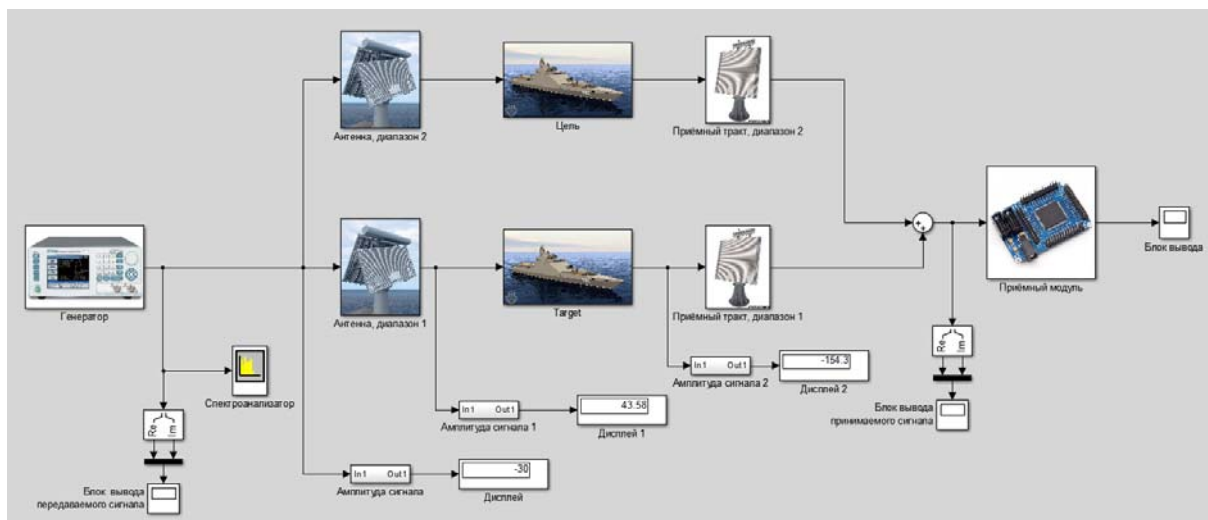 Антенна, диапазон 2
Цель
Приёмный тракт, диапазон 2
Генератор
Антенна, диапазон 1
Target
Приёмный тракт, диапазон 1
Приёмный модуль
Блок вывода
Re
Im
Спектроанализатор
In1 Out1
Амплитуда сигнала 2
-154.3
Дисплей 2
In1 Out1
Амплитуда сигнала 1
43.58
Дисплей 1
Re
Im
Блок вывода
принимаемого сигнала
In1 Out1
Амплитуда сигнала
-30
Дисплей
Блок вывода
передаваемого сигнала